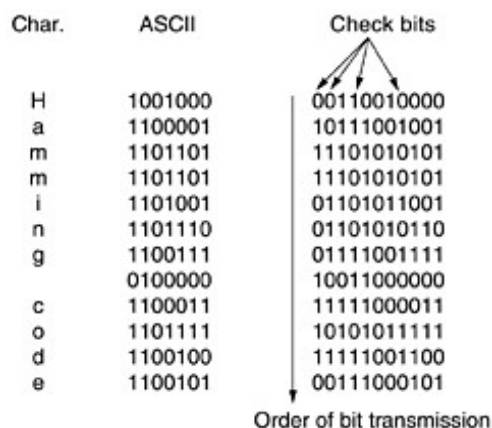 Char. ASCII Check bits
H 1001000 00110010000
a 1100001 10111001001
m 1101101 11101010101
m 1101101 11101010101
i 1101001 01101011001
n 1101110 01101010110
g 1100111 01111001111
0100000 10011000000
c 1100011 11111000011
o 1101111 10101011111
d 1100100 11111001100
e 1100101 00111000101
Order of bit transmission